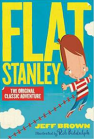 FLAT
STANLEY
THE ORIGINAL
CLASSIC ADVENTURE
JEFF BROWN